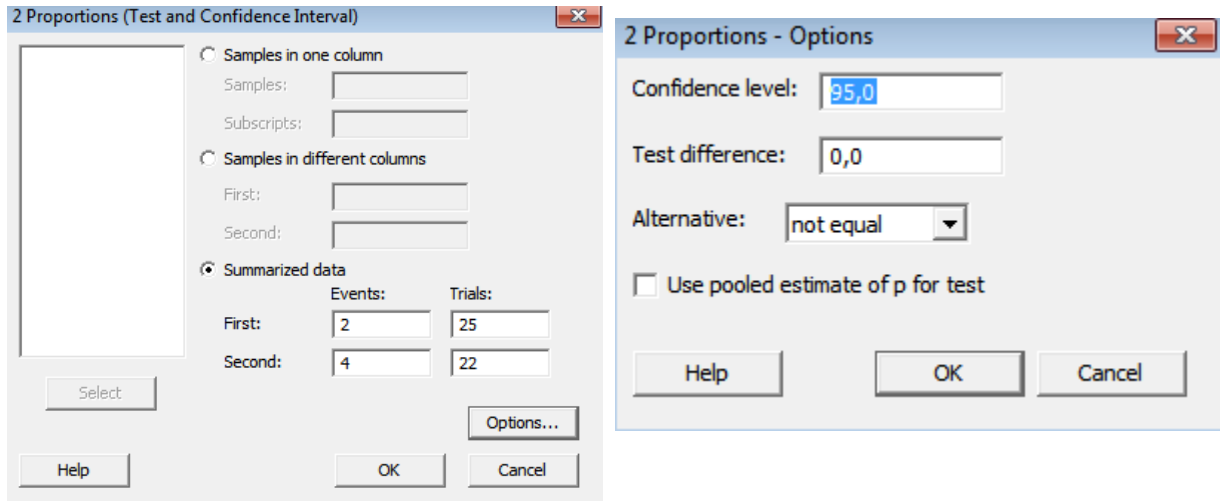 2 Proportions (Test and Confidence Interval)
Samples in one column
Samples:
Subscripts:
Samples in different columns
First:
Second:
Summarized data
Events: Trials:
First: 2 25
Second: 4 22
Select
Options...
Help OK Cancel
2 Proportions - Options
Confidence level: 95,0
Test difference: 0,0
Alternative: not equal
Use pooled estimate of p for test
Help OK Cancel